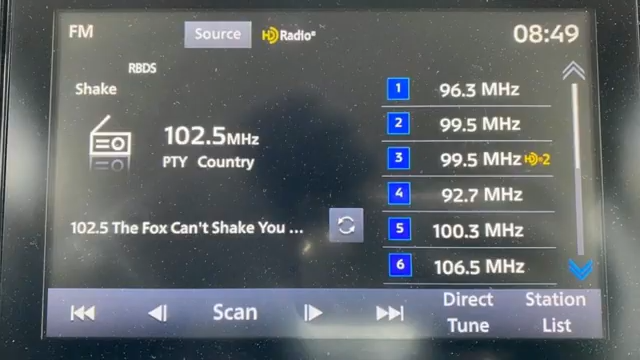 FM
Source
HD Radio®
08:49
RBDS
Shake
102.5MHz
PTY Country
102.5 The Fox Can't Shake You ...
1 96.3 MHz
2 99.5 MHz
3 99.5 MHz HD 2
4 92.7 MHz
5 100.3 MHz
6 106.5 MHz
Scan
Direct Tune
Station List